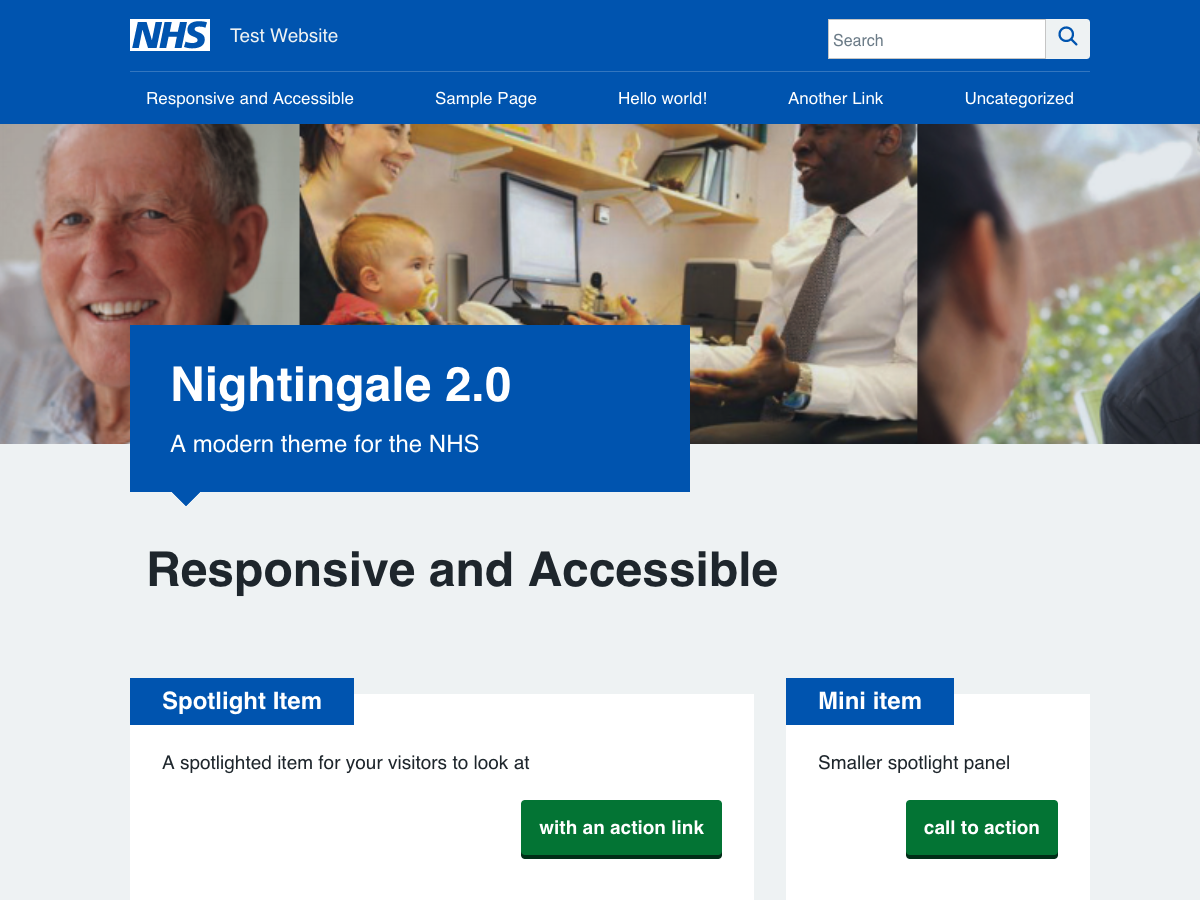 NHS
Test Website
Search
Responsive and Accessible
Sample Page
Hello world!
Another Link
Uncategorized
Nightingale 2.0
A modern theme for the NHS
Responsive and Accessible
Spotlight Item
A spotlighted item for your visitors to look at
with an action link
Mini item
Smaller spotlight panel
call to action